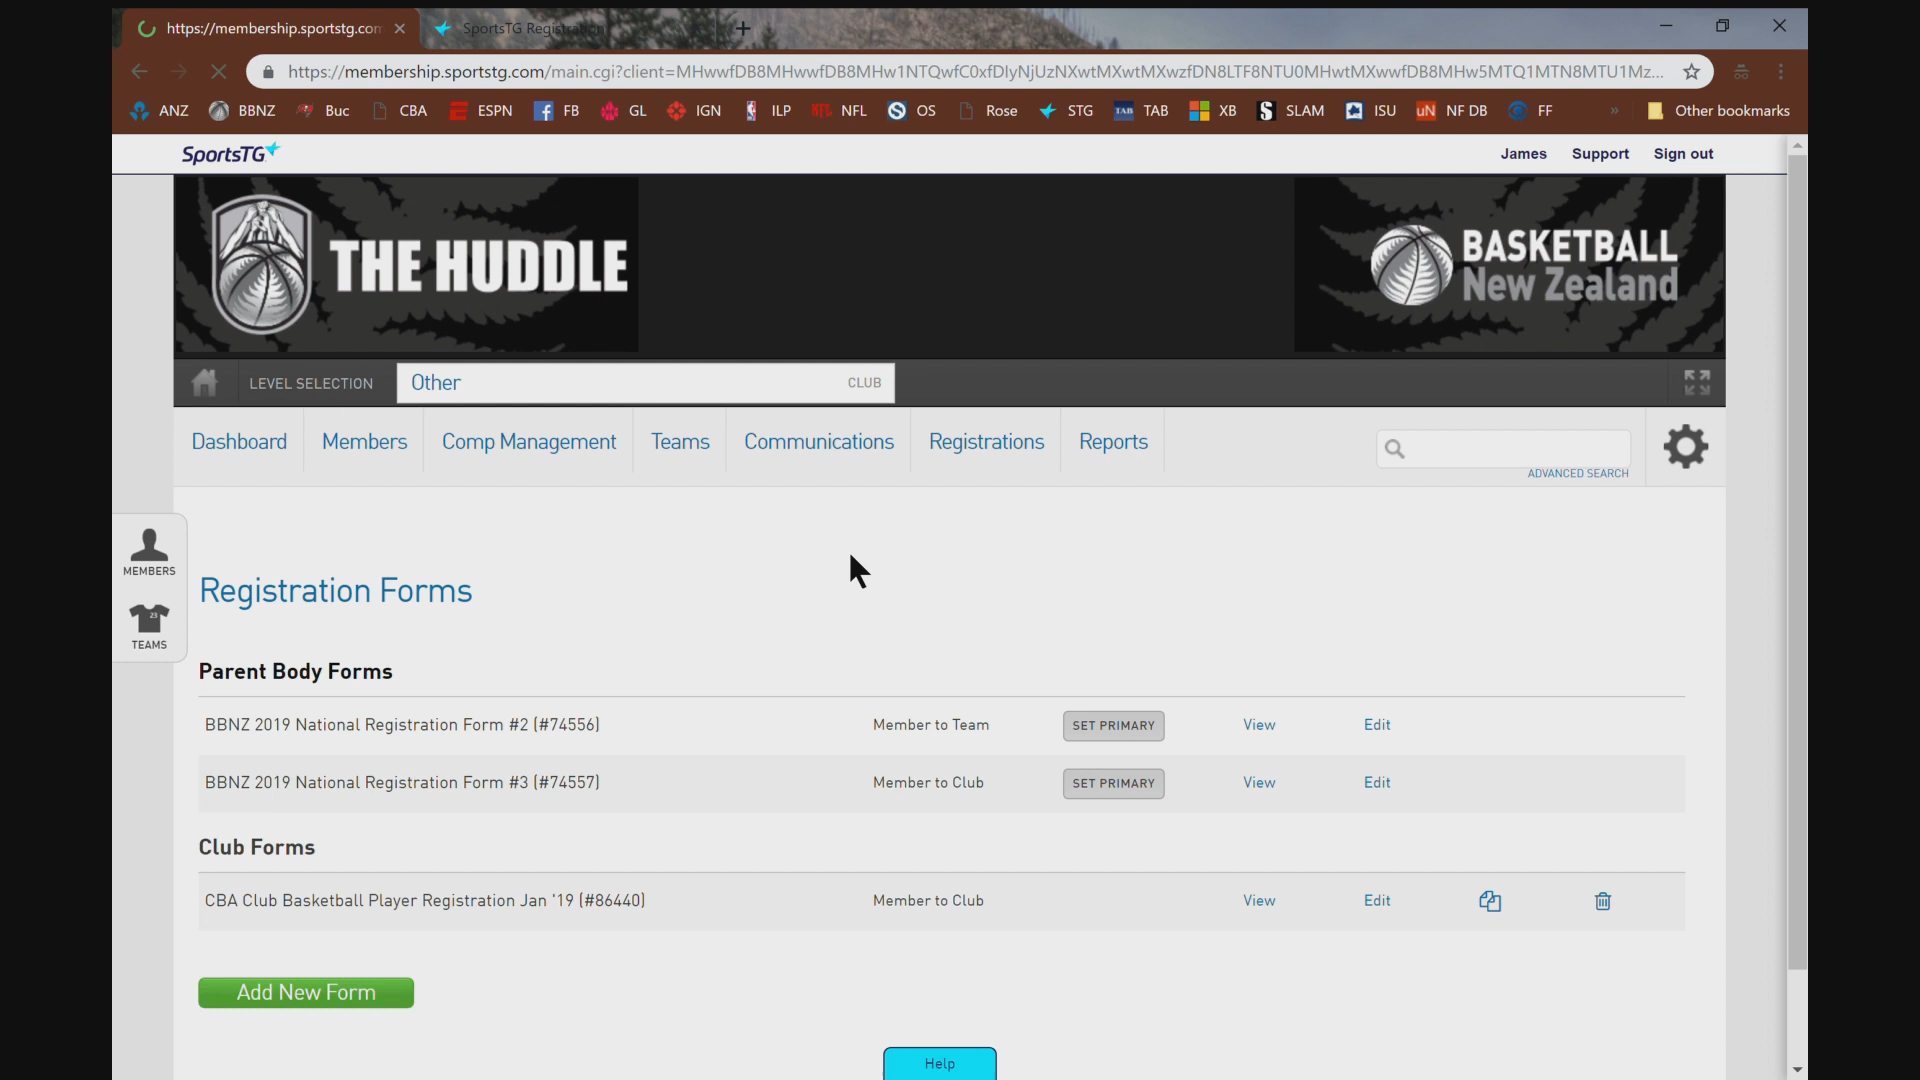 https://membership.sportstg.com
SportsTG Registration
https://membership.sportstg.com/main.cgi?client=MHwwfDB8MHwwfDB8MHw1NTQwfC0xfDIyNjUzNXwtMXwtMXwzfDN8LTF8NTU0MHwtMXwwfDB8MHw5MTQ1MTN8MTU1Mz...
ANZ BBNZ Buc CBA ESPN FB GL IGN ILP NFL OS Rose STG TAB XB SLAM ISU NF DB FF » Other bookmarks
SportsTG James Support Sign out
THE HUDDLE
BASKETBALL
New Zealand
LEVEL SELECTION Other CLUB
Dashboard Members Comp Management Teams Communications Registrations Reports
ADVANCED SEARCH
MEMBERS
23
TEAMS
Registration Forms
Parent Body Forms
BBNZ 2019 National Registration Form #2 (#74556) Member to Team SET PRIMARY View Edit
BBNZ 2019 National Registration Form #3 (#74557) Member to Club SET PRIMARY View Edit
Club Forms
CBA Club Basketball Player Registration Jan '19 (#86440) Member to Club View Edit
Add New Form
Help